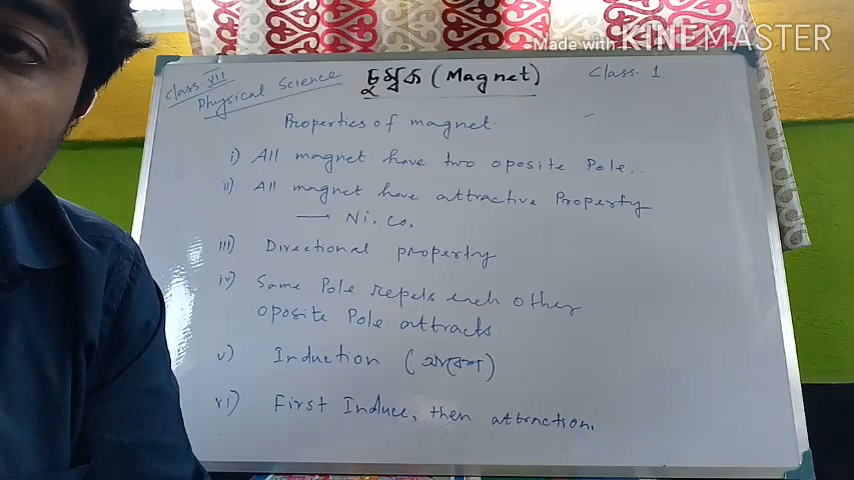 Made with KINEMASTER
Class-VII
Physical Science
চুম্বক (Magnet)
Class-1
Properties of magnet
i) All magnet have two oposite Pole.
ii) All magnet have attractive Property
→ Ni, Co,
iii) Directional property
iv) Same Pole repels each other
oposite Pole attracts
v) Induction (আবেশ)
vi) First Induce, then attraction.